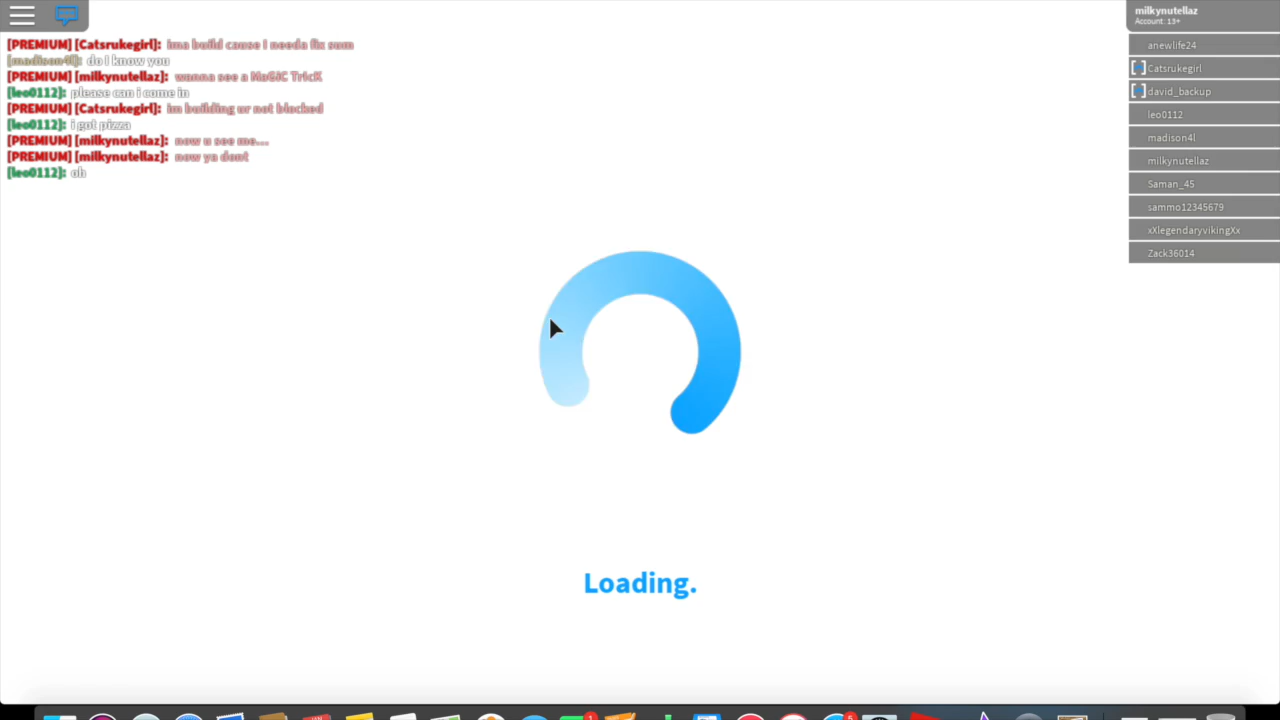 milkynutellaz
Account: 13+
[PREMIUM] [Catsrukegirl]: ima build cause I needa fix sum
[madison4l]: do I know you
[PREMIUM] [milkynutellaz]: wanna see a MaGiC TricK
[leo0112]: please can i come in
[PREMIUM] [Catsrukegirl]: im building ur not blocked
[leo0112]: i got pizza
[PREMIUM] [milkynutellaz]: now u see me...
[PREMIUM] [milkynutellaz]: now ya dont
[leo0112]: oh
anewlife24
Catsrukegirl
david_backup
leo0112
madison4l
milkynutellaz
Saman_45
sammo12345679
xXlegendaryvikingXx
Zack36014
Loading.
1
5